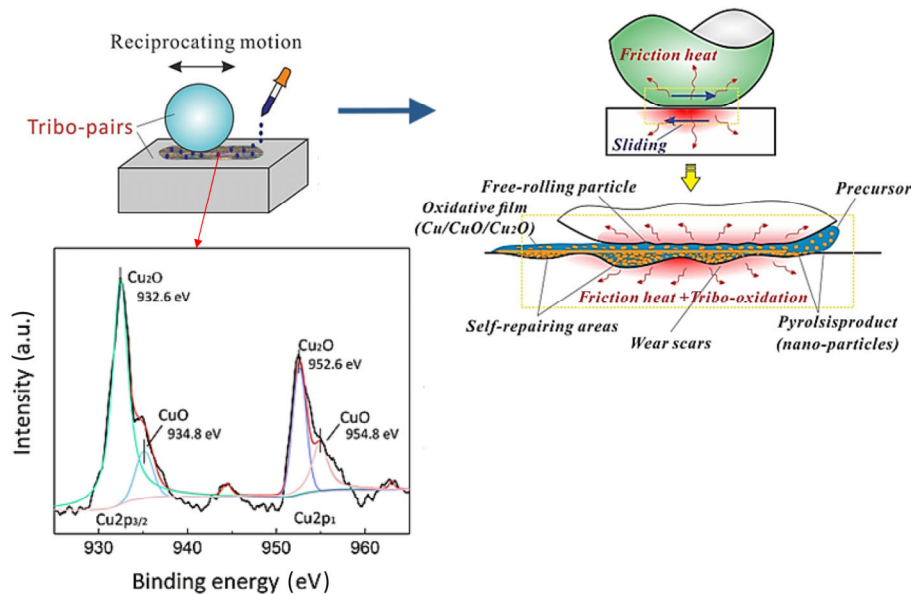 Reciprocating motion
Tribo-pairs
Friction heat
Sliding
Free-rolling particle
Oxidative film
(Cu/CuO/Cu₂O)
Precursor
Friction heat +Tribo-oxidation
Self-repairing areas
Wear scars
Pyrolsisproduct
(nano-particles)
Cu₂O
932.6 eV
Cu₂O
952.6 eV
CuO
934.8 eV
CuO
954.8 eV
Cu2p₃/₂
Cu2p₁
Intensity (a.u.)
930
940
950
960
Binding energy (eV)